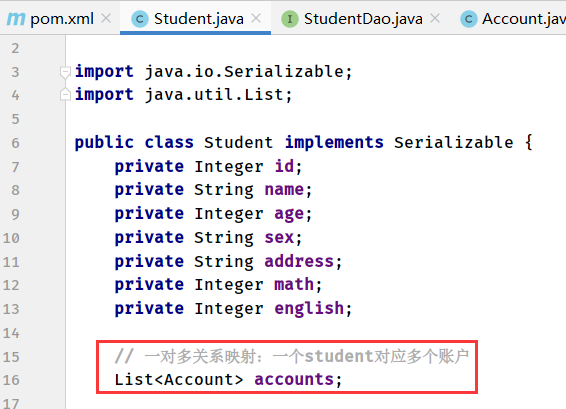 pom.xml Student.java StudentDao.java Account.jav
2
3 import java.io.Serializable;
4 import java.util.List;
5
6 public class Student implements Serializable {
7 private Integer id;
8 private String name;
9 private Integer age;
10 private String sex;
11 private String address;
12 private Integer math;
13 private Integer english;
14
15 // 一对多关系映射：一个student对应多个账户
16 List<Account> accounts;
17